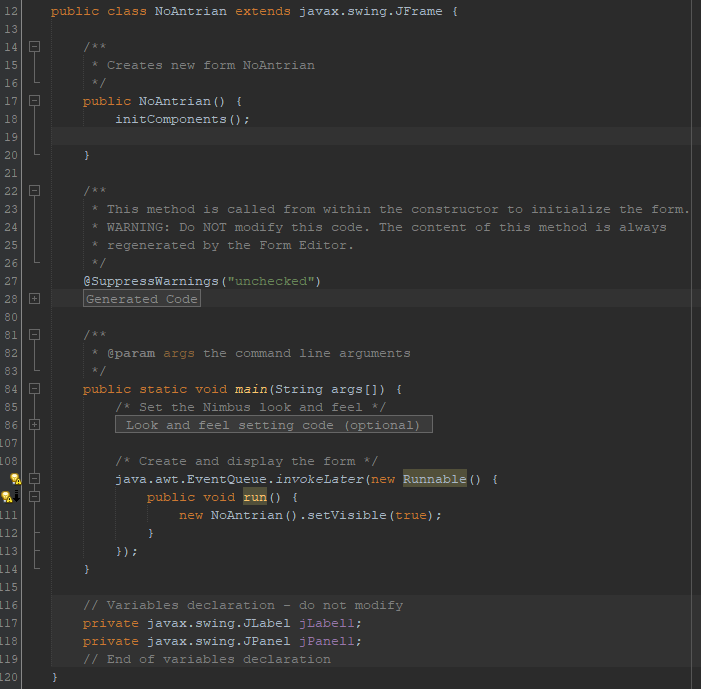 12 public class NoAntrian extends javax.swing.JFrame {
13
14 /**
15 * Creates new form NoAntrian
16 */
17 public NoAntrian() {
18 initComponents();
19
20 }
21
22 /**
23 * This method is called from within the constructor to initialize the form.
24 * WARNING: Do NOT modify this code. The content of this method is always
25 * regenerated by the Form Editor.
26 */
27 @SuppressWarnings("unchecked")
28 Generated Code
80
81 /**
82 * @param args the command line arguments
83 */
84 public static void main(String args[]) {
85 /* Set the Nimbus look and feel */
86 Look and feel setting code (optional)
107
108 /* Create and display the form */
java.awt.EventQueue.invokeLater(new Runnable() {
public void run() {
111 new NoAntrian().setVisible(true);
112 }
113 });
114 }
115
116 // Variables declaration - do not modify
117 private javax.swing.JLabel jLabel1;
118 private javax.swing.JPanel jPanel1;
119 // End of variables declaration
120 }